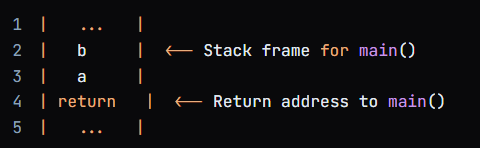 1 |   ...   |
2 |   b     |  <-- Stack frame for main()
3 |   a     |
4 | return   |  <-- Return address to main()
5 |   ...   |